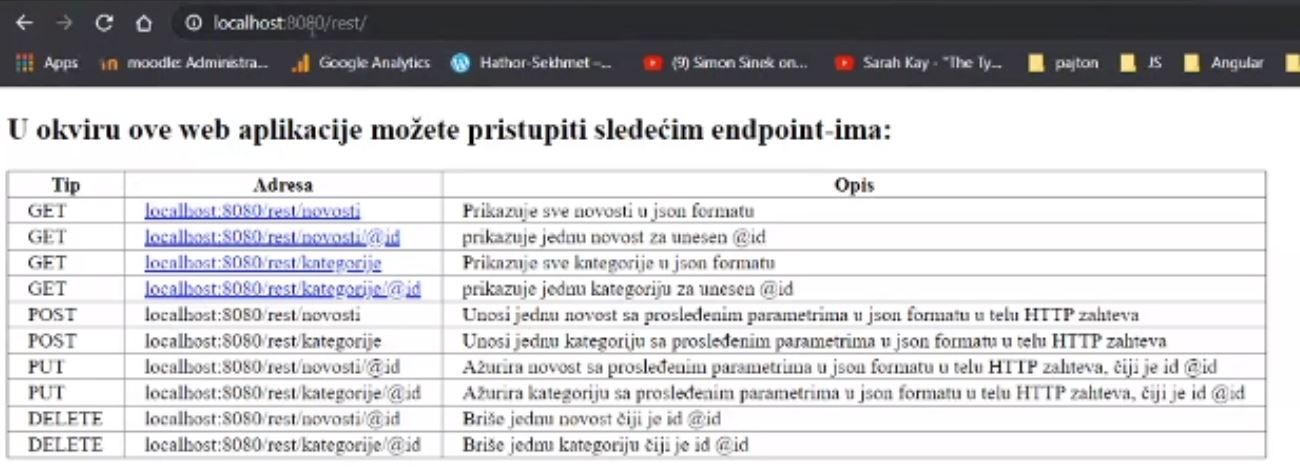 localhost:8080/rest/
Apps moodle: Administra... Google Analytics Hathor-Sekhmet –... (9) Simon Sinek on... Sarah Kay - "The Ty... pajton JS Angular
U okviru ove web aplikacije možete pristupiti sledećim endpoint-ima:
Tip Adresa Opis
GET localhost:8080/rest/novosti Prikazuje sve novosti u json formatu
GET localhost:8080/rest/novosti/@id prikazuje jednu novost za unesen @id
GET localhost:8080/rest/kategorije Prikazuje sve kategorije u json formatu
GET localhost:8080/rest/kategorije/@id prikazuje jednu kategoriju za unesen @id
POST localhost:8080/rest/novosti Unosi jednu novost sa prosleđenim parametrima u json formatu u telu HTTP zahteva
POST localhost:8080/rest/kategorije Unosi jednu kategoriju sa prosleđenim parametrima u json formatu u telu HTTP zahteva
PUT localhost:8080/rest/novosti/@id Ažurira novost sa prosleđenim parametrima u json formatu u telu HTTP zahteva, čiji je id @id
PUT localhost:8080/rest/kategorije/@id Ažurira kategoriju sa prosleđenim parametrima u json formatu u telu HTTP zahteva, čiji je id @id
DELETE localhost:8080/rest/novosti/@id Briše jednu novost čiji je id @id
DELETE localhost:8080/rest/kategorije/@id Briše jednu kategoriju čiji je id @id